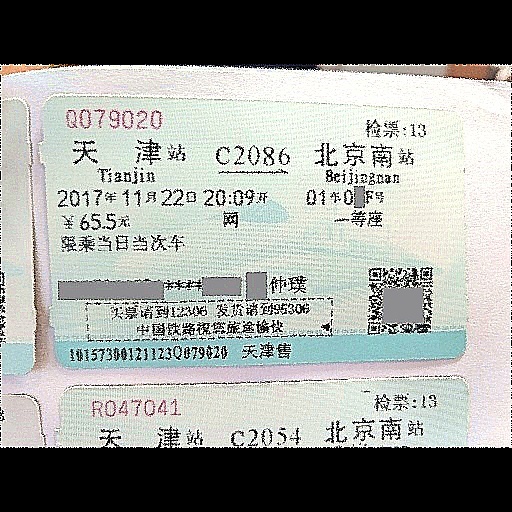 Q079020
检票:13
天 津站 C2086 北京南站
Tianjin Beijingnan
2017年11月22日 20:09开 01车0 F号
¥65.5元 网 一等座
限乘当日当次车
**** 仲璞
买票请到12306 发货请到95306
中国铁路祝您旅途愉快
10157300121123Q079020 天津售
R047041
检票:13
天 津站 C2054 北京南站